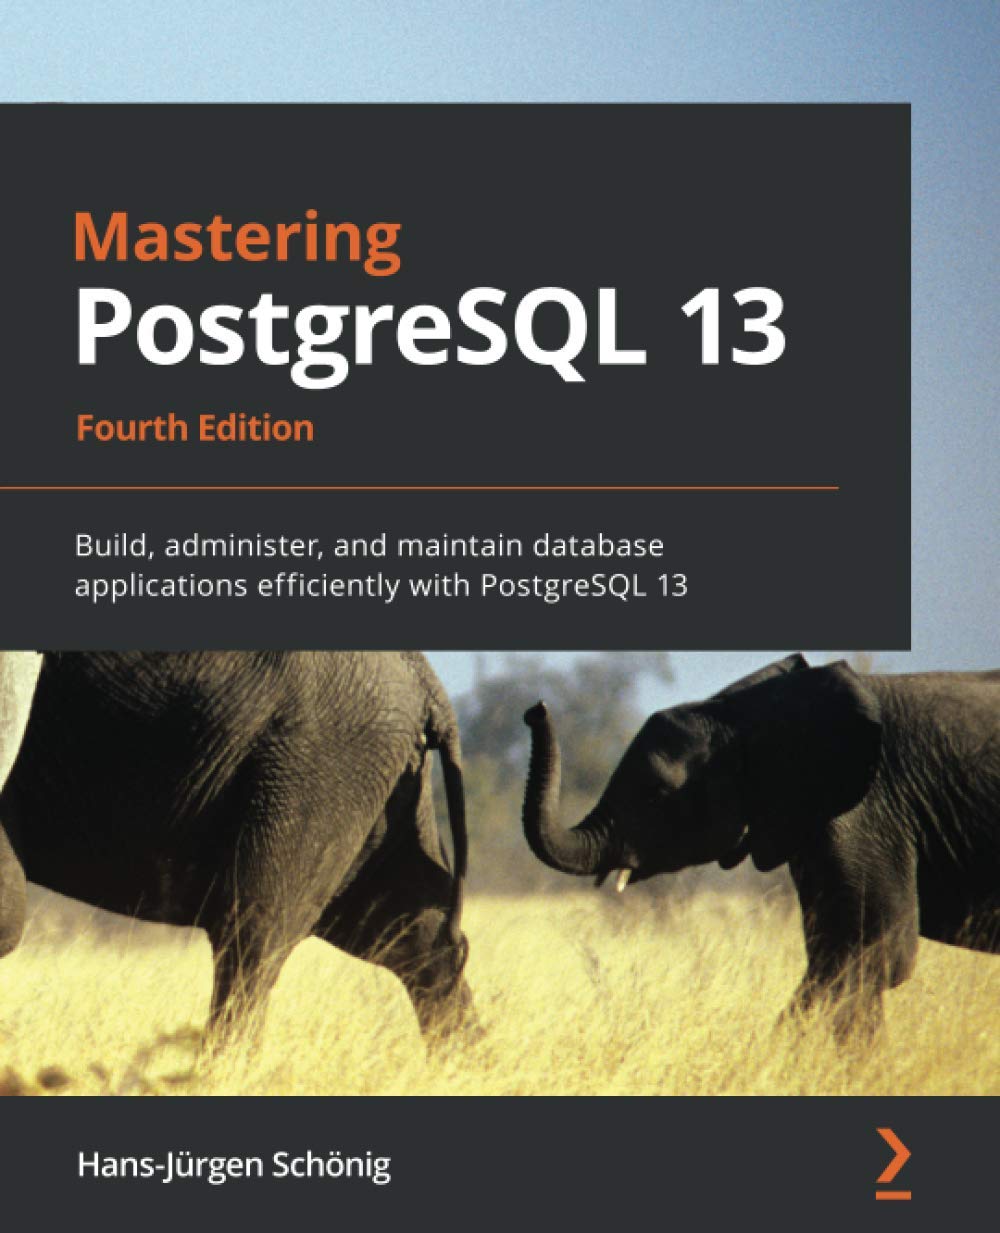 Mastering
PostgreSQL 13
Fourth Edition
Build, administer, and maintain database
applications efficiently with PostgreSQL 13
Hans-Jürgen Schönig